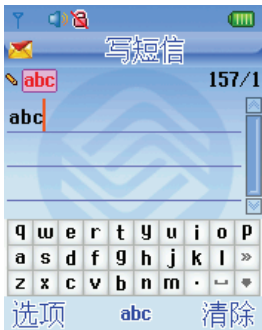 写短信
abc 157/1
abc
q w e r t y u i o p
a s d f g h j k l »
z x c v b n m ·
选项 abc 清除